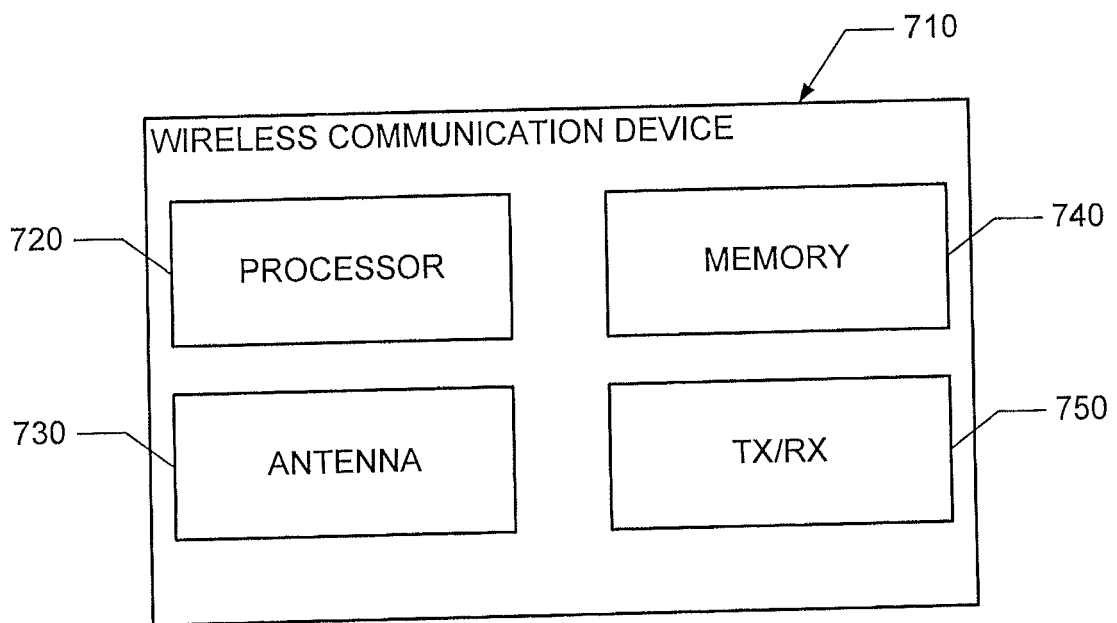 710
WIRELESS COMMUNICATION DEVICE
720
PROCESSOR
MEMORY
740
730
ANTENNA
TX/RX
750